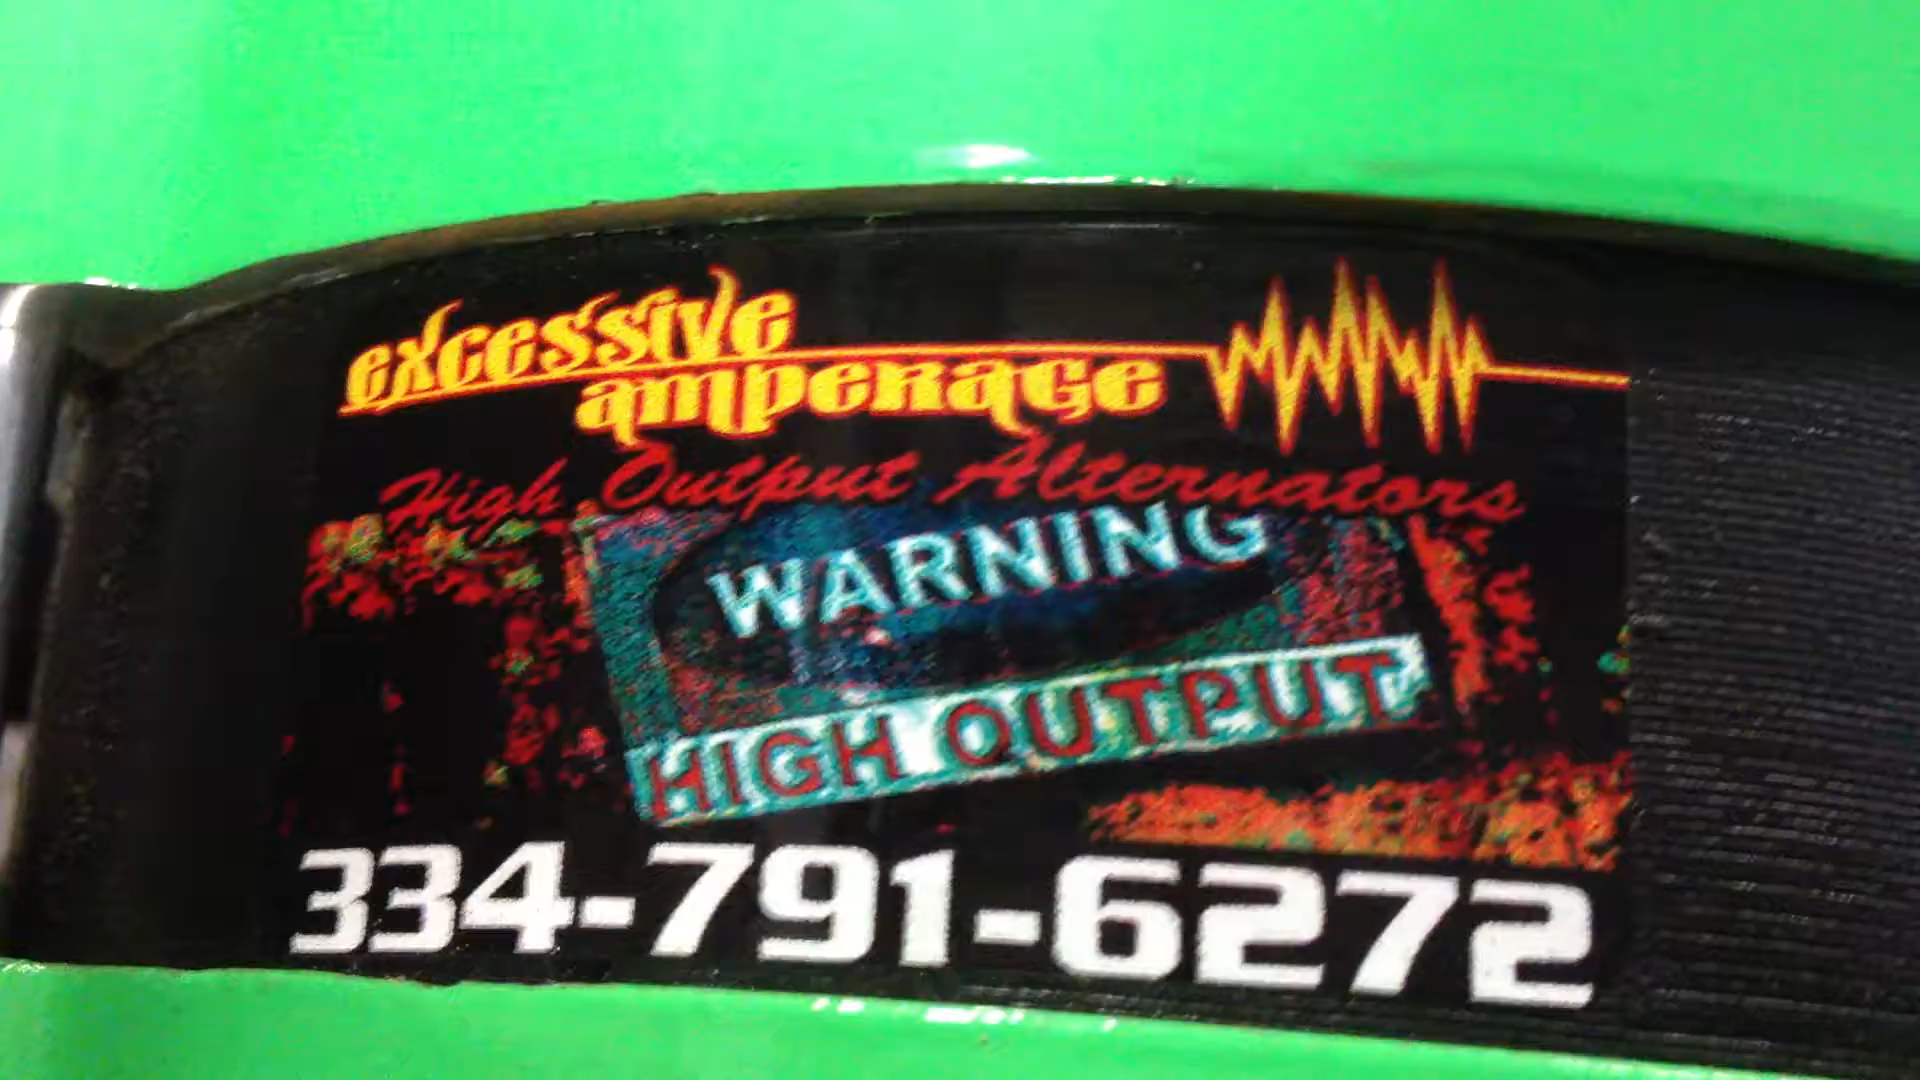 excessive
amperage
High Output Alternators
WARNING
HIGH OUTPUT
334-791-6272